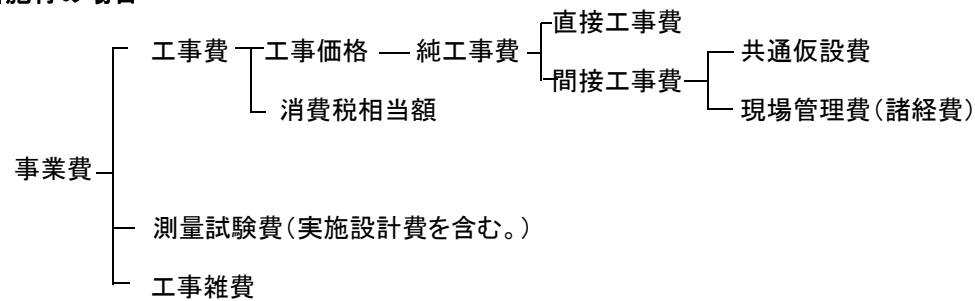 の場合
直接工事費
工事費 工事価格 純工事費 共通仮設費
間接工事費
消費税相当額 現場管理費(諸経費)
事業費
測量試験費(実施設計費を含む。)
工事雑費